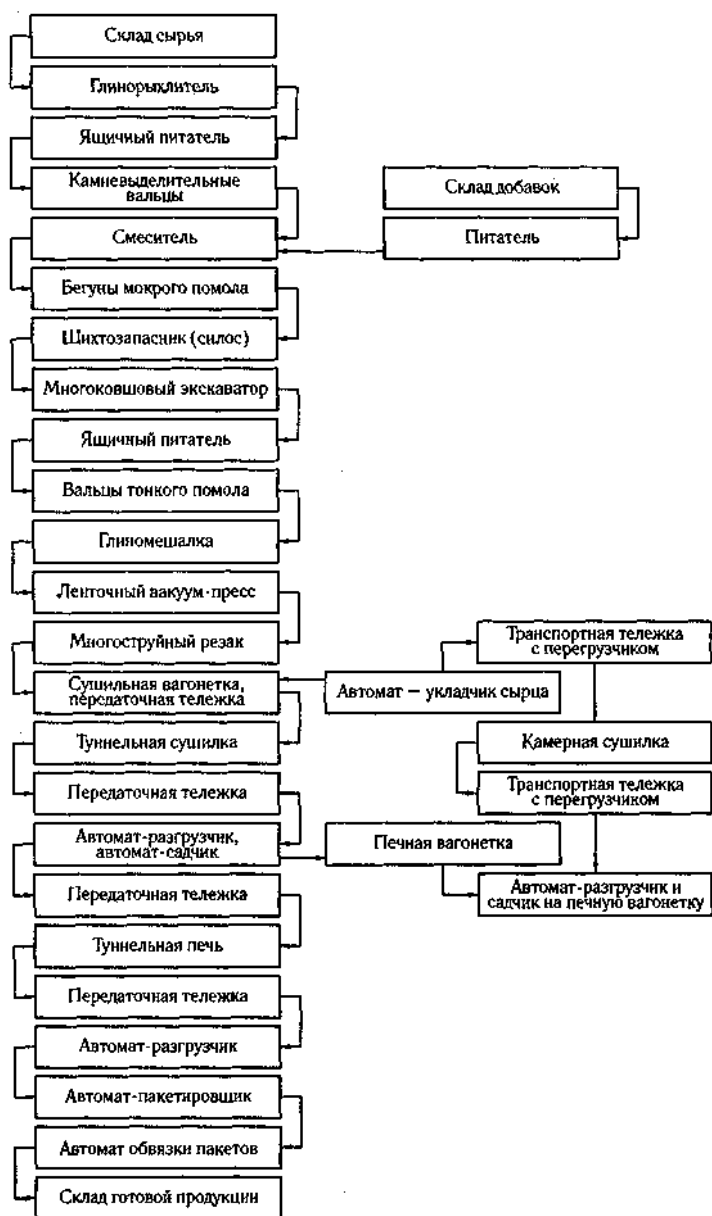 Склад сырья
Глинорыхлитель
Ящичный питатель
Камневыделительные
вальцы
Склад добавок
Смеситель
Питатель
Бегуны мокрого помола
Шихтозапасник (силос)
Многоковшовый экскаватор
Ящичный питатель
Вальцы тонкого помола
Глиномешалка
Ленточный вакуум-пресс
Многоструйный резак
Транспортная тележка
с перегрузчиком
Сушильная вагонетка,
передаточная тележка
Автомат – укладчик сырца
Туннельная сушилка
Камерная сушилка
Передаточная тележка
Транспортная тележка
с перегрузчиком
Автомат-разгрузчик,
автомат-садчик
Печная вагонетка
Передаточная тележка
Автомат-разгрузчик и
садчик на печную вагонетку
Туннельная печь
Передаточная тележка
Автомат-разгрузчик
Автомат-пакетировщик
Автомат обвязки пакетов
Склад готовой продукции